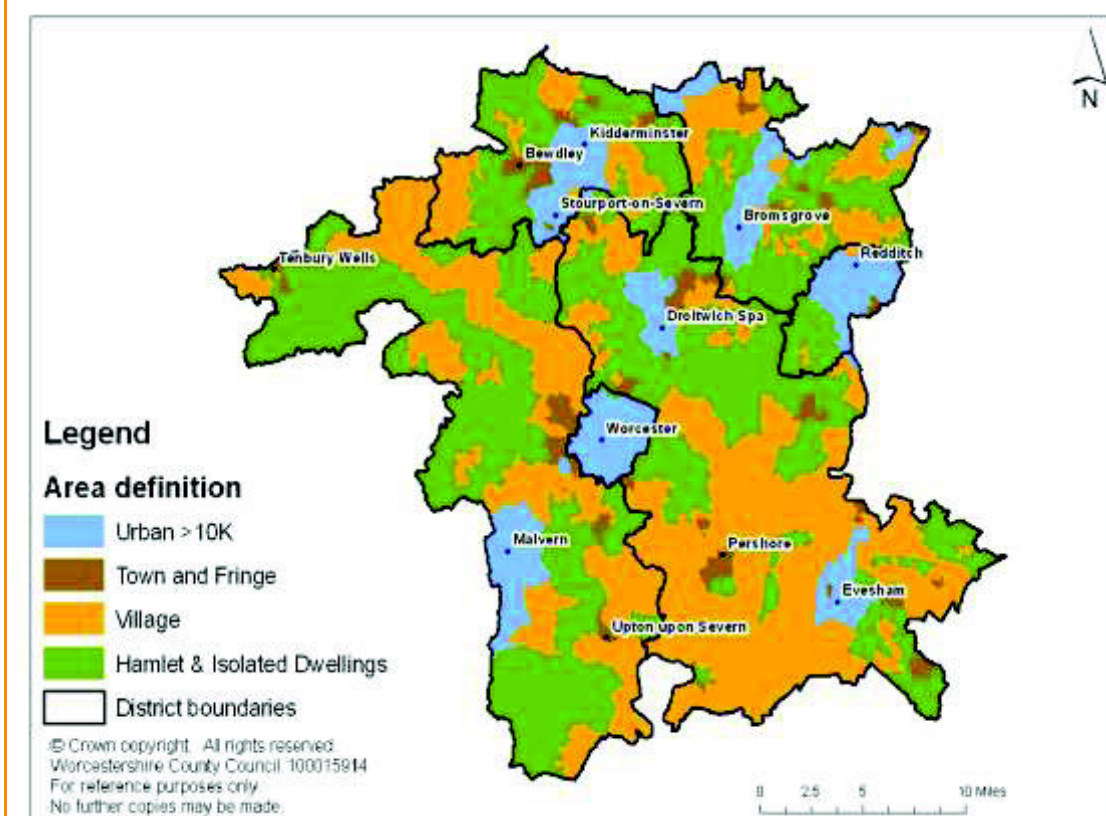 N
Kidderminster
Bewdley
Stourport-on-Severn
Bromsgrove
Tenbury Wells
Redditch
Droitwich Spa
Worcester
Malvern
Pershore
Evesham
Upton upon Severn
Legend
Area definition
Urban >10K
Town and Fringe
Village
Hamlet & Isolated Dwellings
District boundaries
© Crown copyright. All rights reserved.
Worcestershire County Council 100015914
For reference purposes only
No further copies may be made.
0 2.5 5 10 Miles